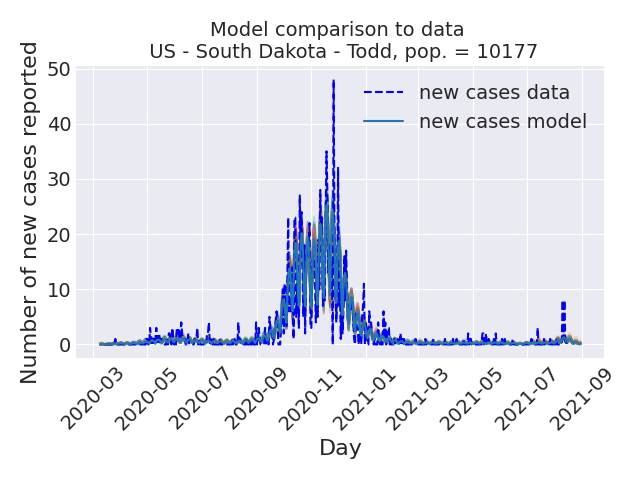 Model comparison to data
US - South Dakota - Todd, pop. = 10177
Number of new cases reported
50
40
30
20
10
0
new cases data
new cases model
2020-03
2020-05
2020-07
2020-09
2020-11
2021-01
2021-03
2021-05
2021-07
2021-09
Day